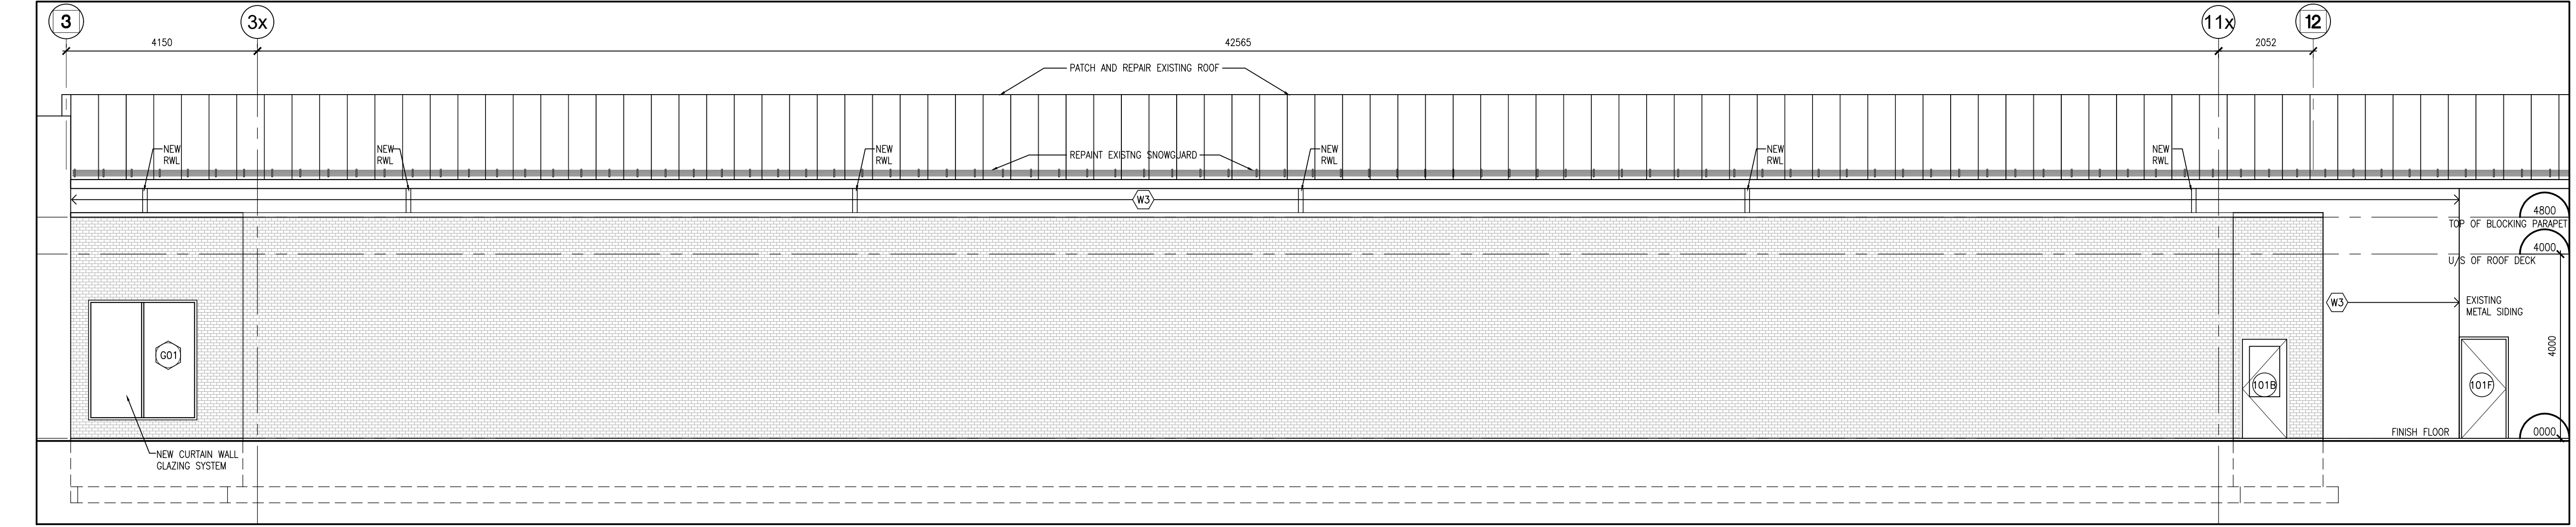 3
3x
11x
12
4150
42565
2052
PATCH AND REPAIR EXISTING ROOF
NEW
RWL
NEW
RWL
NEW
RWL
REPAINT EXISTNG SNOWGUARD
NEW
RWL
NEW
RWL
NEW
RWL
W3
4800
TOP OF BLOCKING PARAPET
4000
U/S OF ROOF DECK
W3
EXISTING
METAL SIDING
G01
4000
101B
101F
FINISH FLOOR
0000
NEW CURTAIN WALL
GLAZING SYSTEM